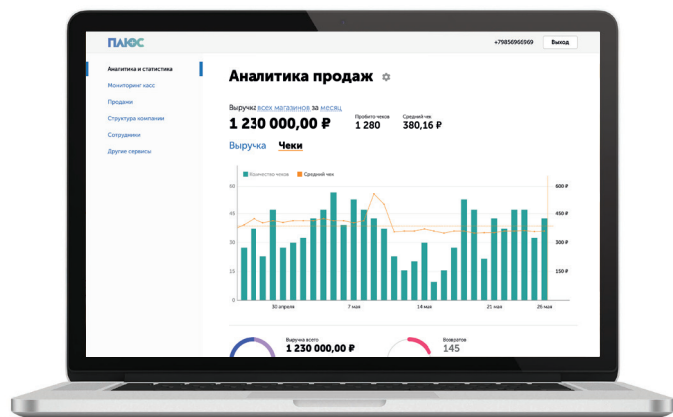 ПЛЮС
+79856966969
Выход
Аналитика и статистика
Мониторинг касс
Продажи
Структура компании
Сотрудники
Другие сервисы
Аналитика продаж
Выручка всех магазинов за месяц
1 230 000,00 ₽
Пробито чеков
1 280
Средний чек
380,16 ₽
Выручка Чеки
Количество чеков Средний чек
60 600 ₽
45 450 ₽
30 300 ₽
15 150 ₽
0
30 апреля 7 мая 14 мая 21 мая 26 мая
Выручка всего
1 230 000,00 ₽
Возвратов
145